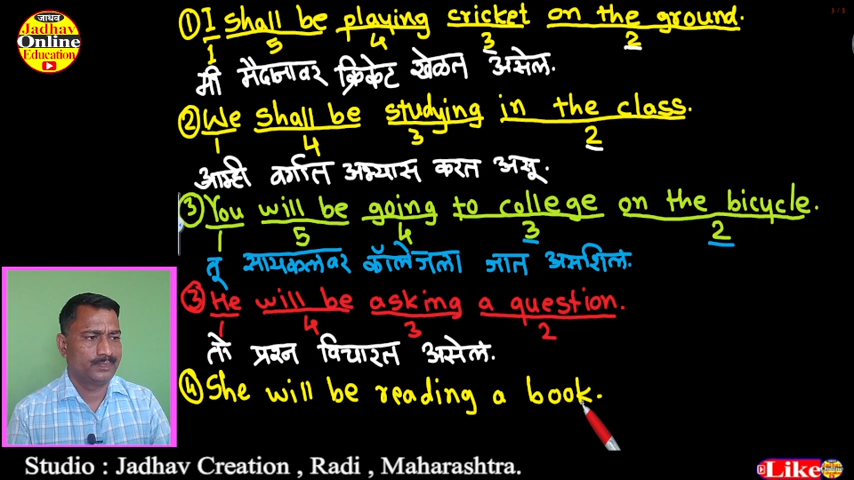 जाधव
Jadhav
Online
Education
3 / 3
① I shall be playing cricket on the ground.
1 5 4 3 2
मी मैदानावर क्रिकेट खेळत असेल.
② We shall be studying in the class.
1 4 3 2
आम्ही वर्गात अभ्यास करत असू.
③ You will be going to college on the bicycle.
1 5 4 3 2
तू सायकलवर कॉलेजला जात असशिल.
③ He will be asking a question.
1 4 3 2
तो प्रश्न विचारत असेल.
④ She will be reading a book.
Studio : Jadhav Creation , Radi , Maharashtra.
Like